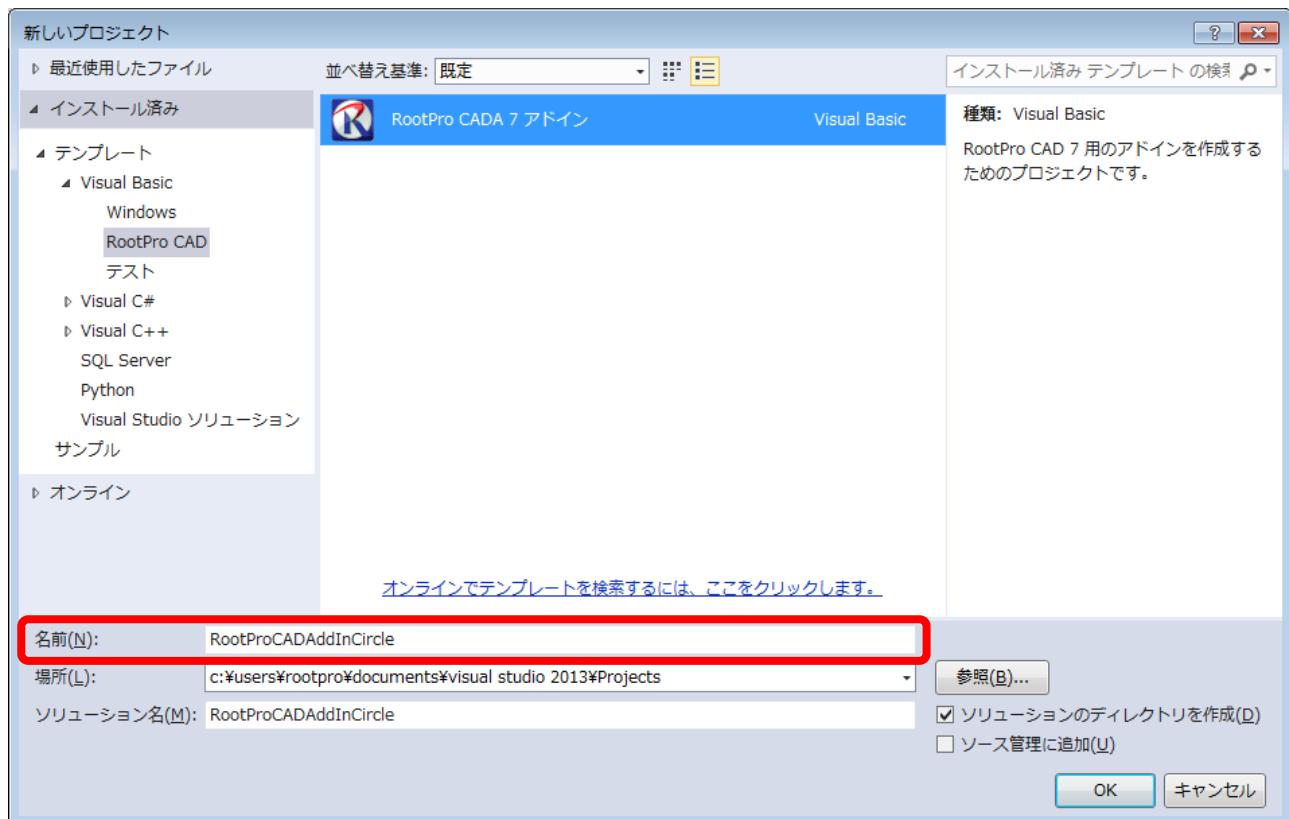 新しいプロジェクト
最近使用したファイル
並べ替え基準: 既定
インストール済み テンプレート の検
インストール済み
RootPro CADA 7 アドイン Visual Basic
種類: Visual Basic
RootPro CAD 7 用のアドインを作成する
ためのプロジェクトです。
テンプレート
Visual Basic
Windows
RootPro CAD
テスト
Visual C#
Visual C++
SQL Server
Python
Visual Studio ソリューション
サンプル
オンライン
オンラインでテンプレートを検索するには、ここをクリックします。
名前(N): RootProCADAddInCircle
場所(L): c:¥users¥rootpro¥documents¥visual studio 2013¥Projects
参照(B)...
ソリューション名(M): RootProCADAddInCircle
ソリューションのディレクトリを作成(D)
ソース管理に追加(U)
OK キャンセル